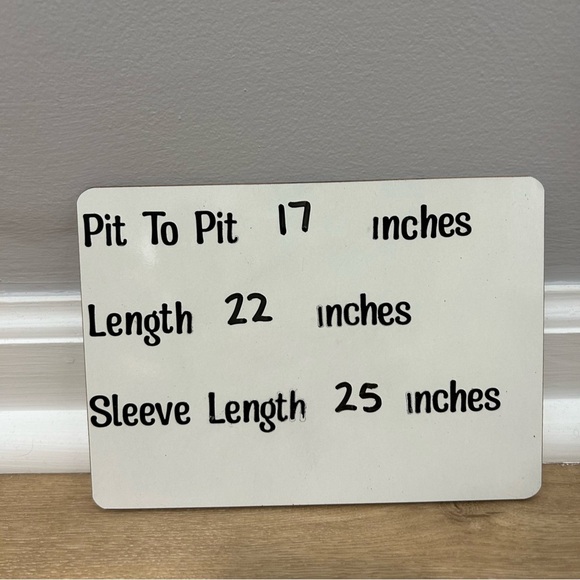 Pit To Pit 17 inches
Length 22 inches
Sleeve Length 25 inches